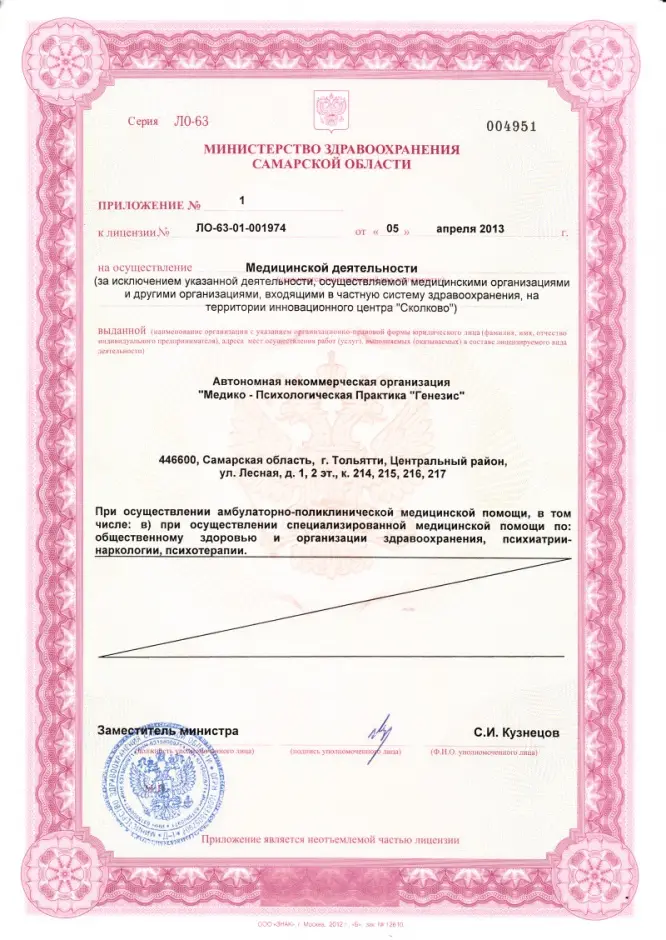 Серия ЛО-63
004951
МИНИСТЕРСТВО ЗДРАВООХРАНЕНИЯ
САМАРСКОЙ ОБЛАСТИ
ПРИЛОЖЕНИЕ № 1
к лицензии № ЛО-63-01-001974 от « 05 » апреля 2013 г.
на осуществление Медицинской деятельности
(за исключением указанной деятельности, осуществляемой медицинскими организациями
и другими организациями, входящими в частную систему здравоохранения, на
территории инновационного центра "Сколково")
ВЫДАННОЙ (наименование организации с указанием организационно-правовой формы юридического лица (фамилия, имя, отчество
индивидуального предпринимателя), адреса мест осуществления работ (услуг), выполняемых (оказываемых) в составе лицензируемого вида
деятельности)
Автономная некоммерческая организация
"Медико - Психологическая Практика "Генезис"
446600, Самарская область, г. Тольятти, Центральный район,
ул. Лесная, д. 1, 2 эт., к. 214, 215, 216, 217
При осуществлении амбулаторно-поликлинической медицинской помощи, в том
числе: в) при осуществлении специализированной медицинской помощи по:
общественному здоровью и организации здравоохранения, психиатрии-
наркологии, психотерапии.
Заместитель министра С.И. Кузнецов
(должность уполномоченного лица) (подпись уполномоченного лица) (Ф.И.О. уполномоченного лица)
Приложение является неотъемлемой частью лицензии
ООО «ЗНАК» г. Москва, 2012 г. «Б»